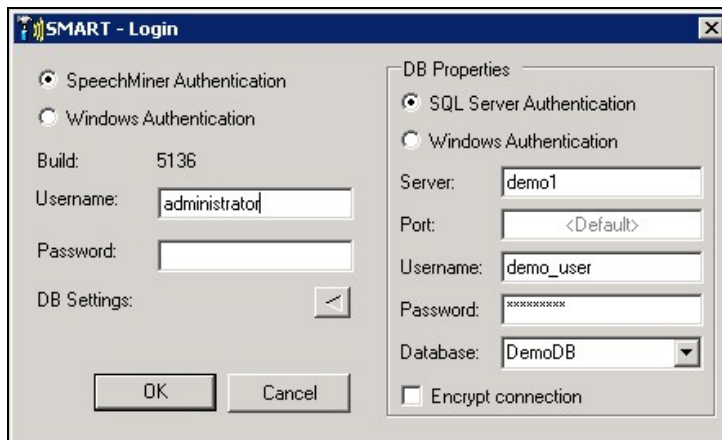 SMART - Login
SpeechMiner Authentication
Windows Authentication
Build: 5136
Username: administrator
Password:
DB Settings: <
OK Cancel
DB Properties
SQL Server Authentication
Windows Authentication
Server: demo1
Port: <Default>
Username: demo_user
Password: *********
Database: DemoDB
Encrypt connection